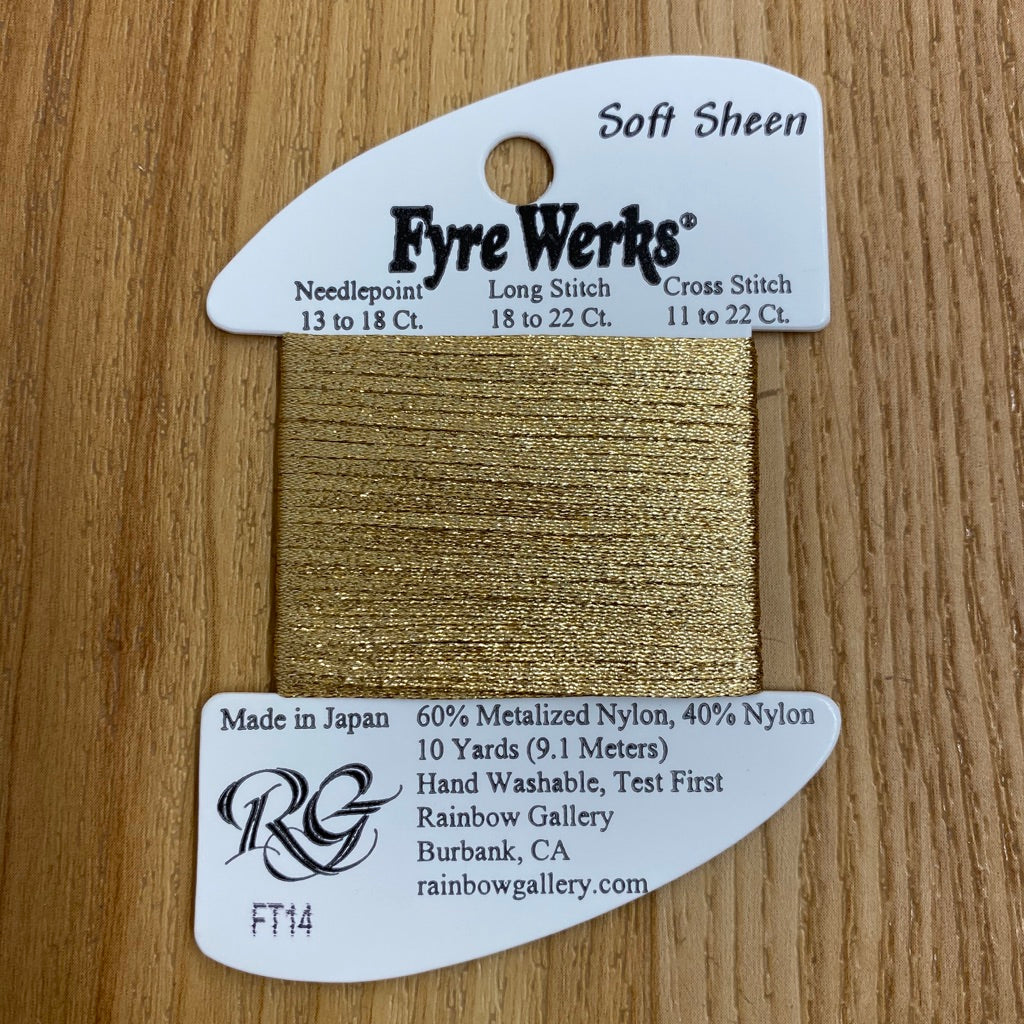 Soft Sheen
Fyre Werks®
Needlepoint Long Stitch Cross Stitch
13 to 18 Ct. 18 to 22 Ct. 11 to 22 Ct.
Made in Japan 60% Metalized Nylon, 40% Nylon
10 Yards (9.1 Meters)
Hand Washable, Test First
Rainbow Gallery
Burbank, CA
rainbowgallery.com
RG
FT14